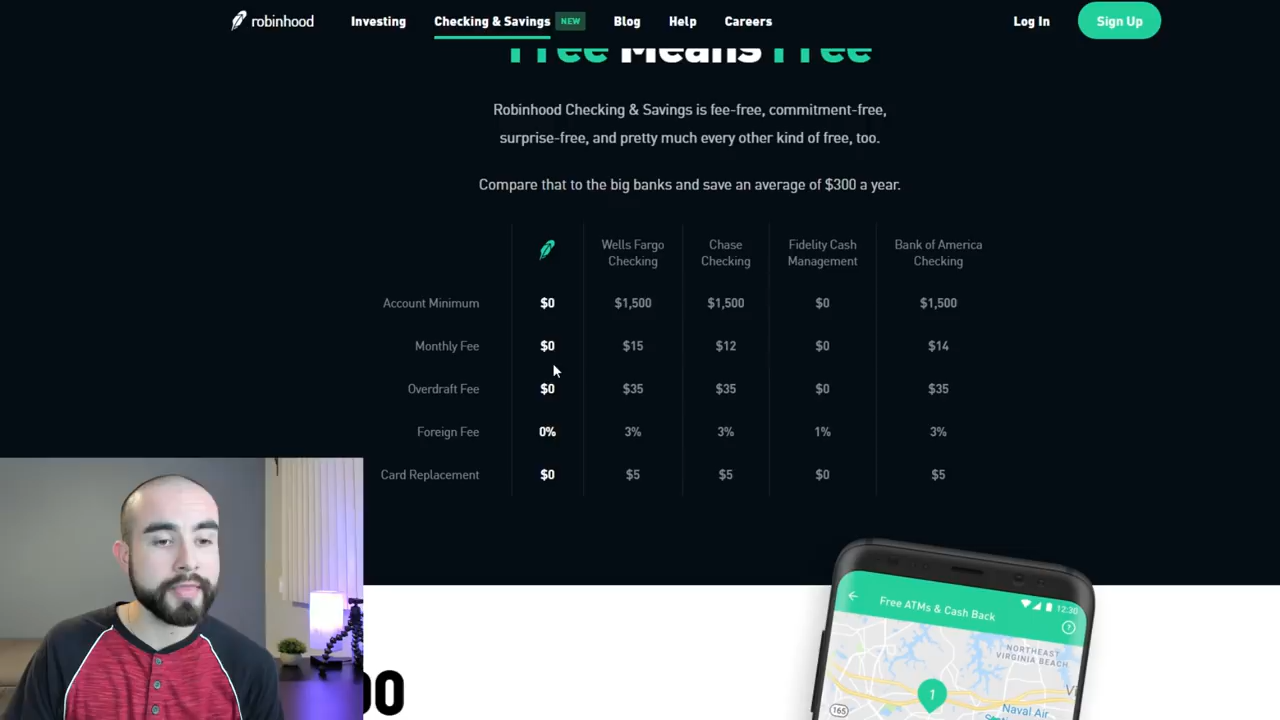 robinhood Investing Checking & Savings NEW Blog Help Careers Log In Sign Up
Free Means Free
Robinhood Checking & Savings is fee-free, commitment-free,
surprise-free, and pretty much every other kind of free, too.
Compare that to the big banks and save an average of $300 a year.
Wells Fargo
Checking
Chase
Checking
Fidelity Cash
Management
Bank of America
Checking
Account Minimum $0 $1,500 $1,500 $0 $1,500
Monthly Fee $0 $15 $12 $0 $14
Overdraft Fee $0 $35 $35 $0 $35
Foreign Fee 0% 3% 3% 1% 3%
Card Replacement $0 $5 $5 $0 $5
12:30
Free ATMs & Cash Back
?
NORTHEAST
VIRGINIA BEACH
1
165
Naval Air